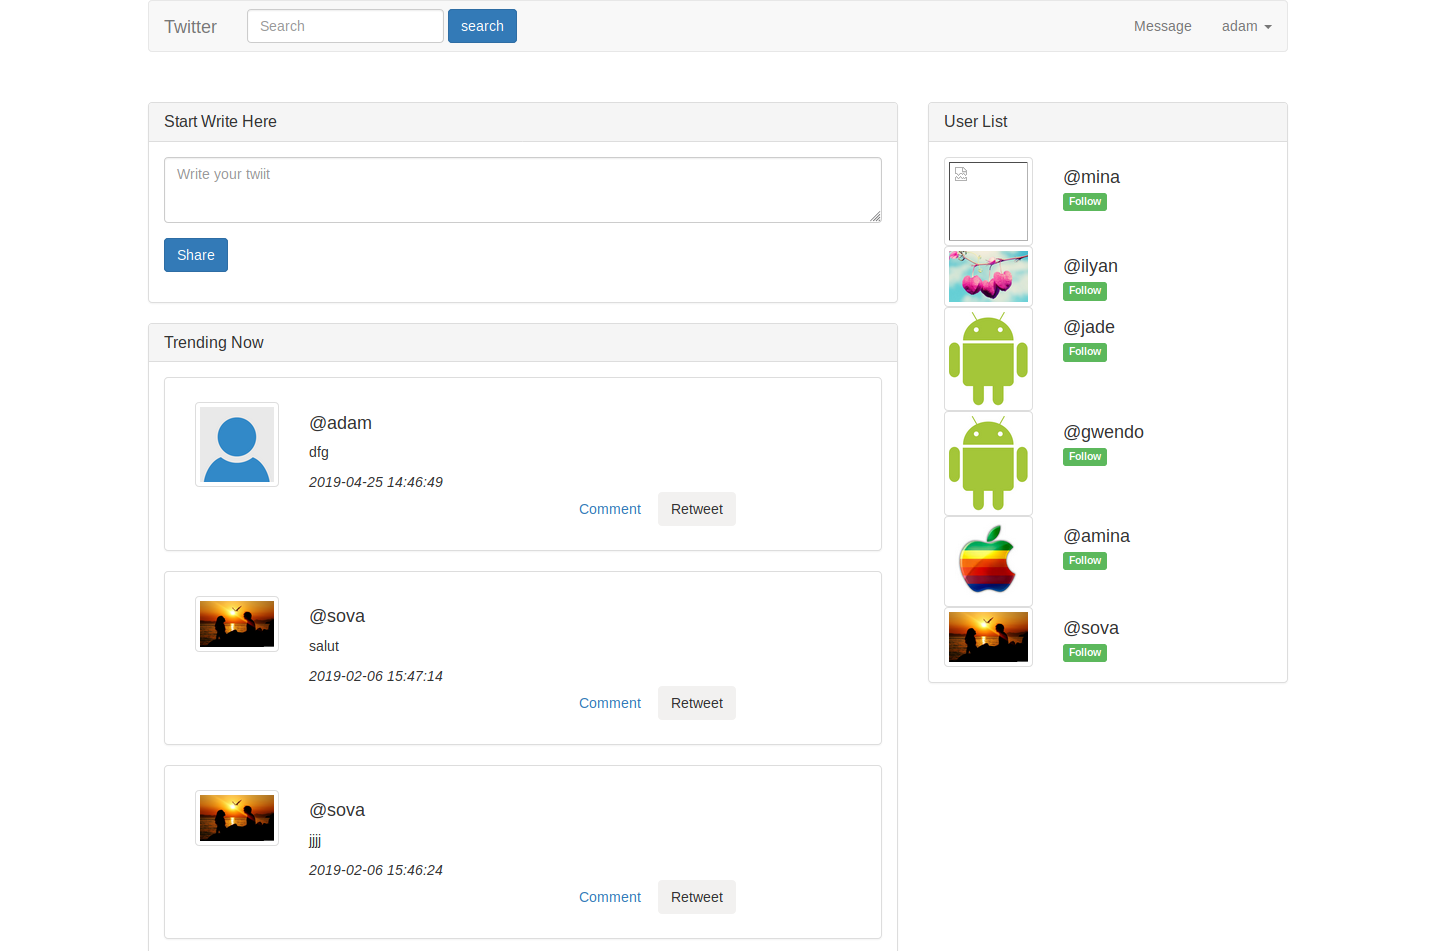 Twitter
Search
search
Message
adam
Start Write Here
Write your twiit
Share
Trending Now
@adam
dfg
2019-04-25 14:46:49
Comment
Retweet
@sova
salut
2019-02-06 15:47:14
Comment
Retweet
@sova
jjjj
2019-02-06 15:46:24
Comment
Retweet
User List
@mina
Follow
@ilyan
Follow
@jade
Follow
@gwendo
Follow
@amina
Follow
@sova
Follow